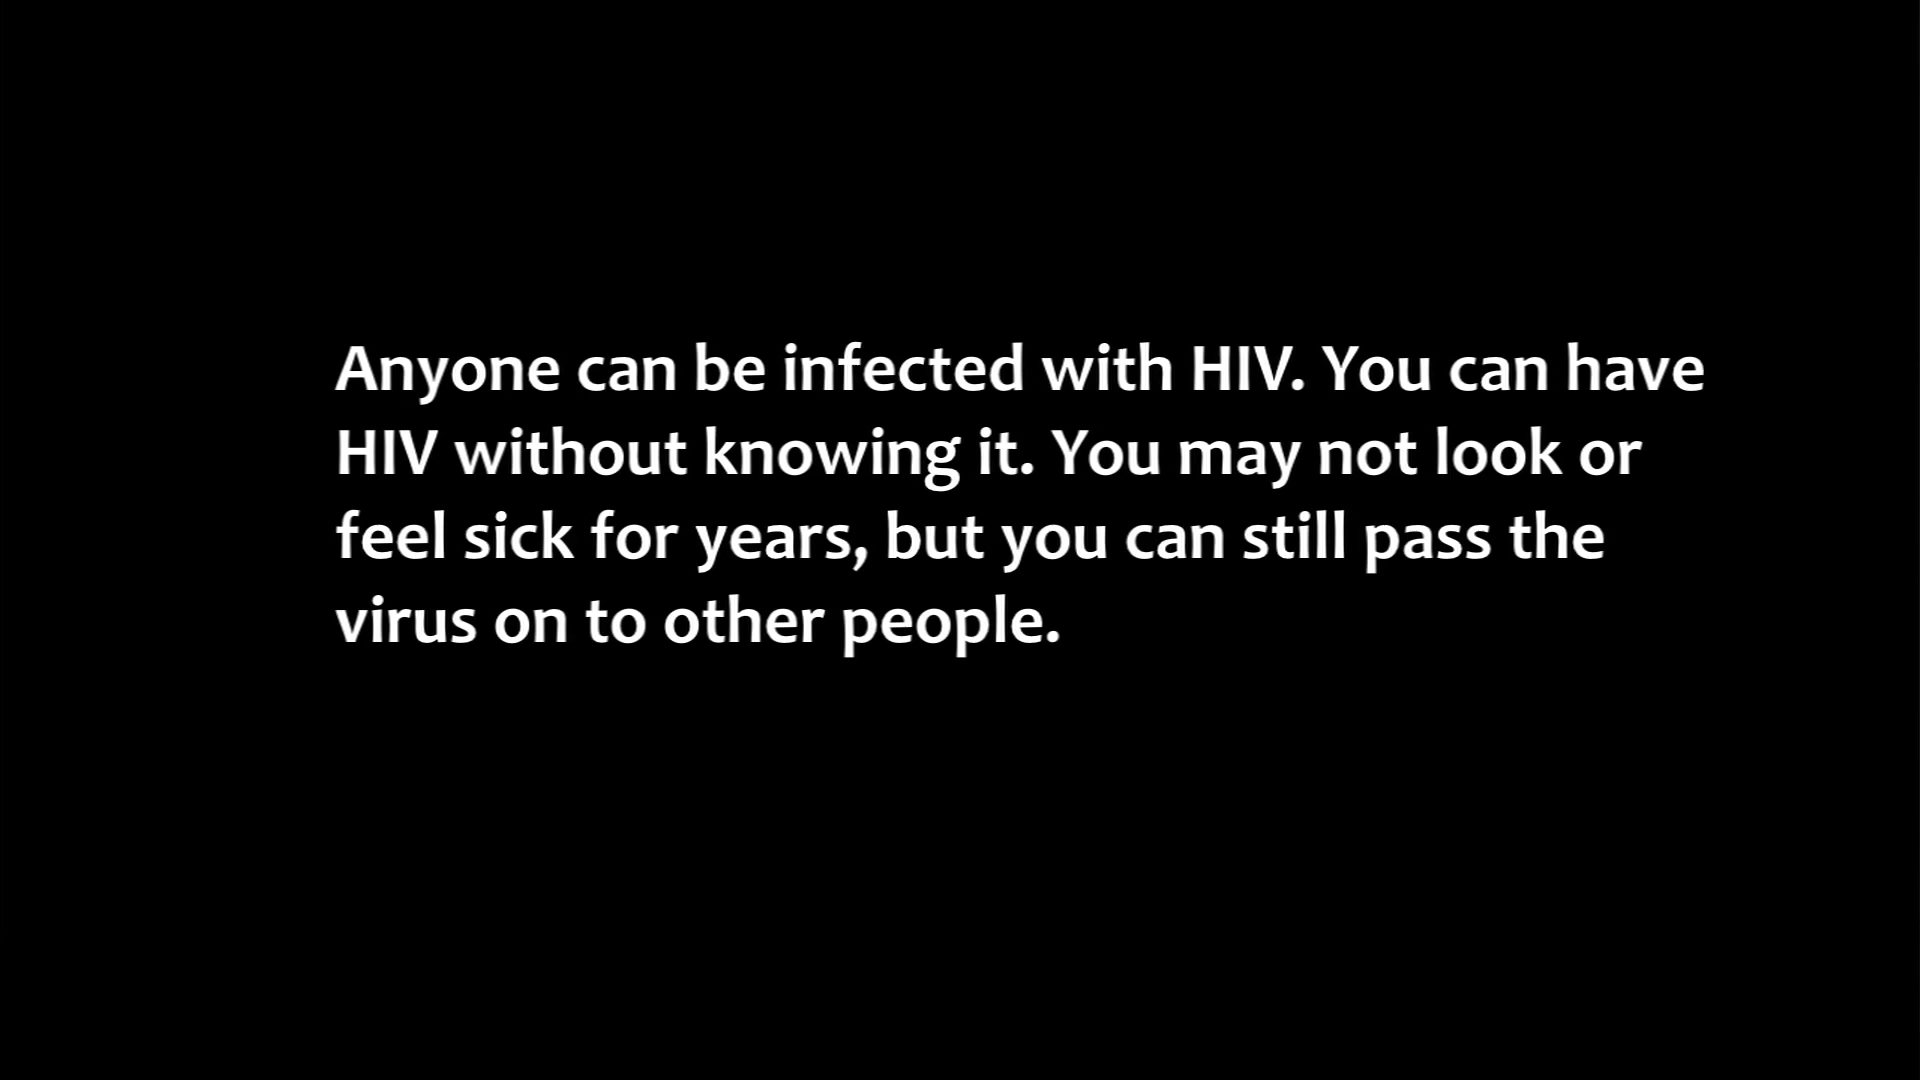 Anyone can be infected with HIV. You can have
HIV without knowing it. You may not look or
feel sick for years, but you can still pass the
virus on to other people.